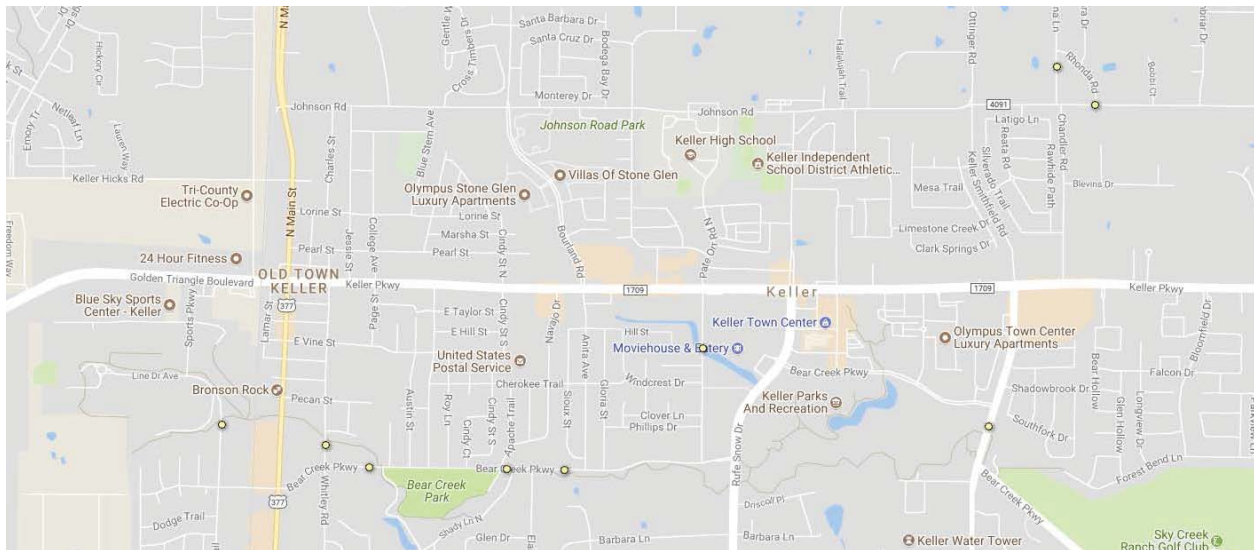 Santa Barbara Dr
Santa Cruz Dr
Bodega Bay Dr
Gentle
Cross Timbers
N Main St
Hickory Cir
Netleaf Ln
Emory Tr
Lauren Way
Monterey Dr
Johnson Rd
Blue Stem Ave
Charles St
Keller Hicks Rd
Johnson Road Park
Johnson Rd
Keller High School
Keller Independent
School District Athletic...
Hallelujah Trail
Ottinger Rd
Rhonda Rd
Bobbi Ct
4091
Latigo Ln
Reata Rd
Silverado Trail
Keller Smithfield Rd
Chandler Rd
Rawhide Path
Blevins Dr
Mesa Trail
Limestone Creek Dr
Clark Springs Dr
Tri-County
Electric Co-Op
Villas Of Stone Glen
Olympus Stone Glen
Luxury Apartments
Lorine St
Lorine St
Marsha St
Pearl St
Pearl St
Jessie St
College Ave
Cindy St N
Bourland Rd
Pate Orr Rd N
Freedom Way
24 Hour Fitness
Golden Triangle Boulevard
OLD TOWN
KELLER
Keller Pkwy
1709
Keller
1709
Keller Pkwy
377
Blue Sky Sports
Center - Keller
Sports Pkwy
Lamar St
Page St
E Taylor St
E Hill St
E Vine St
Cindy St S
Navajo Dr
Anita Ave
Hill St
Keller Town Center
Moviehouse & Eatery
Olympus Town Center
Luxury Apartments
United States
Postal Service
Bloomfield Dr
Bear Hollow
Falcon Dr
Line Dr Ave
Bronson Rock
Pecan St
Cherokee Trail
Windcrest Dr
Bear Creek Pkwy
Keller Parks
And Recreation
Shadowbrook Dr
Glen Hollow
Longview Dr
Southfork Dr
Austin St
Roy Ln
Cindy Ct
Cindy St S
Apache Trail
Sioux St
Gloria St
Clover Ln
Phillips Dr
Rufe Snow Dr
Forest Bend Ln
Bear Creek Pkwy
Bear Creek Pkwy
Bear Creek
Park
Whitley Rd
377
Dodge Trail
Shady Ln N
Glen Dr
Driscoll Pl
Barbara Ln
Barbara Ln
Bear Creek Pkwy
Keller Water Tower
Sky Creek
Ranch Golf Club